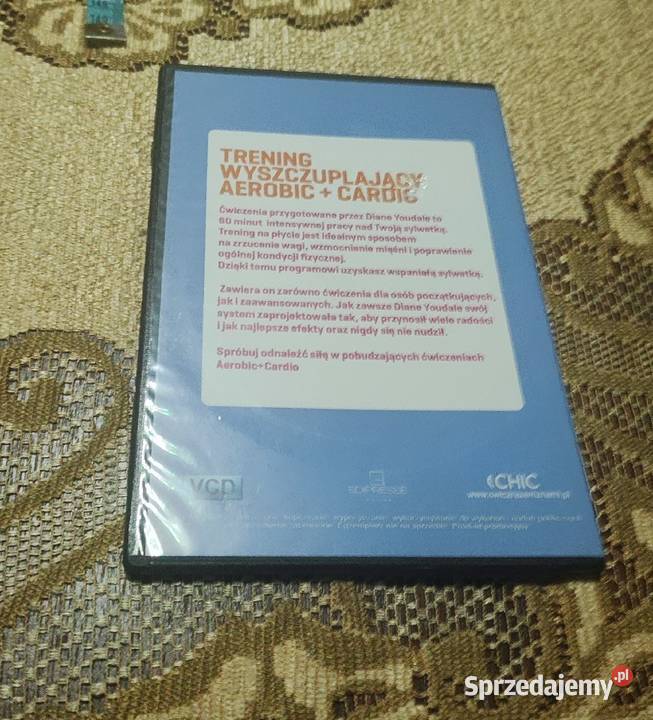 TRENING
WYSZCZUPLAJĄCY
AEROBIC + CARDIO
Ćwiczenia przygotowane przez Diane Youdale to
60 minut intensywnej pracy nad Twoją sylwetką.
Trening na płycie jest idealnym sposobem
na zrzucenie wagi, wzmocnienie mięśni i poprawienie
ogólnej kondycji fizycznej.
Dzięki temu programowi uzyskasz wspaniałą sylwetkę.
Zawiera on zarówno ćwiczenia dla osób początkujących,
jak i zaawansowanych. Jak zawsze Diane Youdale swój
system zaprojektowała tak, aby przynosił wiele radości
i jak najlepsze efekty oraz nigdy się nie nudził.
Spróbuj odnaleźć siłę w pobudzających ćwiczeniach
Aerobic+Cardio
VCD
EDIPRESSE
CHIC
Sprzedajemy.pl